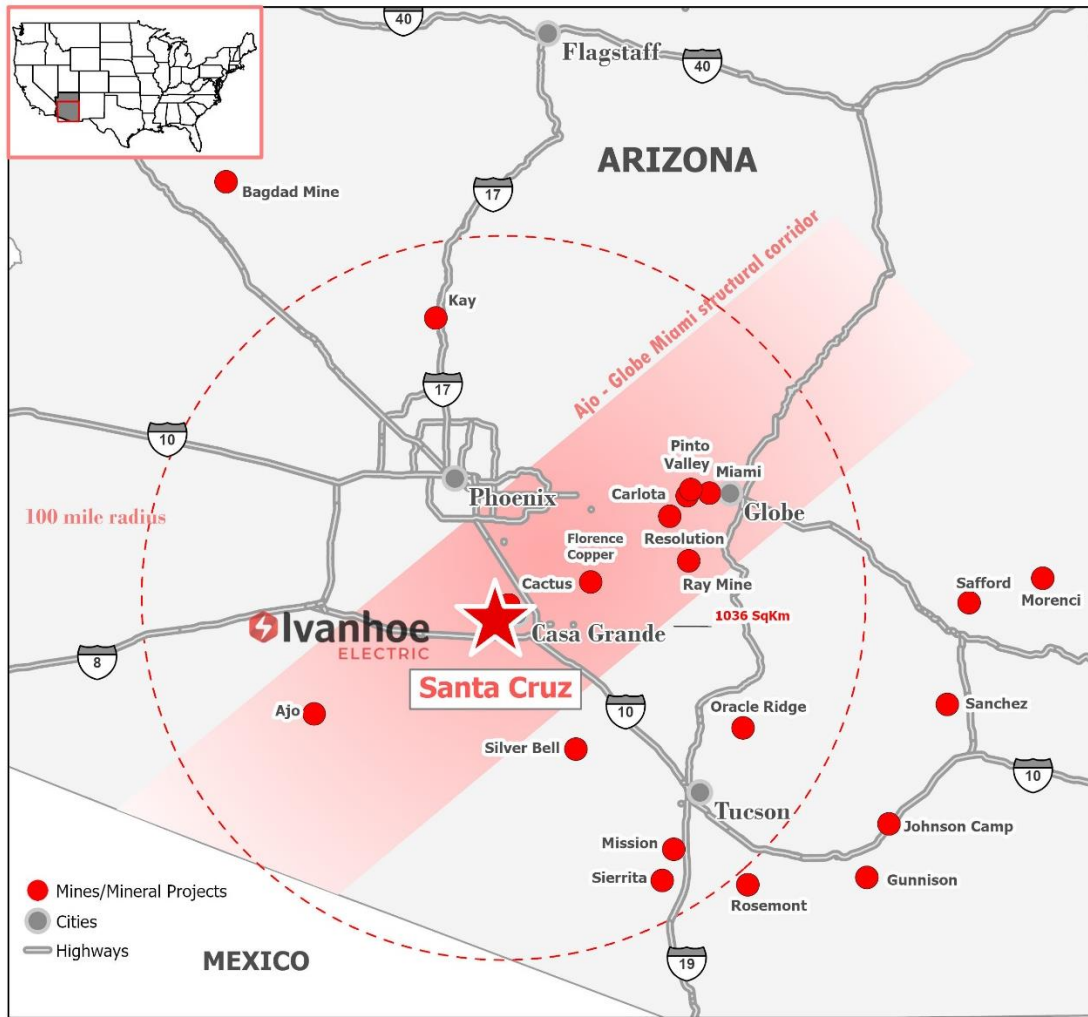 40
Flagstaff
40
ARIZONA
Bagdad Mine
17
Ajo - Globe Miami structural corridor
Kay
17
10
Pinto
Valley
Miami
Phoenix
Carlota
Globe
100 mile radius
Resolution
Florence
Copper
Ray Mine
Cactus
Safford
Morenci
1036 SqKm
Ivanhoe
ELECTRIC
Casa Grande
8
Santa Cruz
Ajo
10
Oracle Ridge
Sanchez
Silver Bell
10
Tucson
Johnson Camp
Mission
Sierrita
Gunnison
Rosemont
Mines/Mineral Projects
Cities
Highways
MEXICO
19